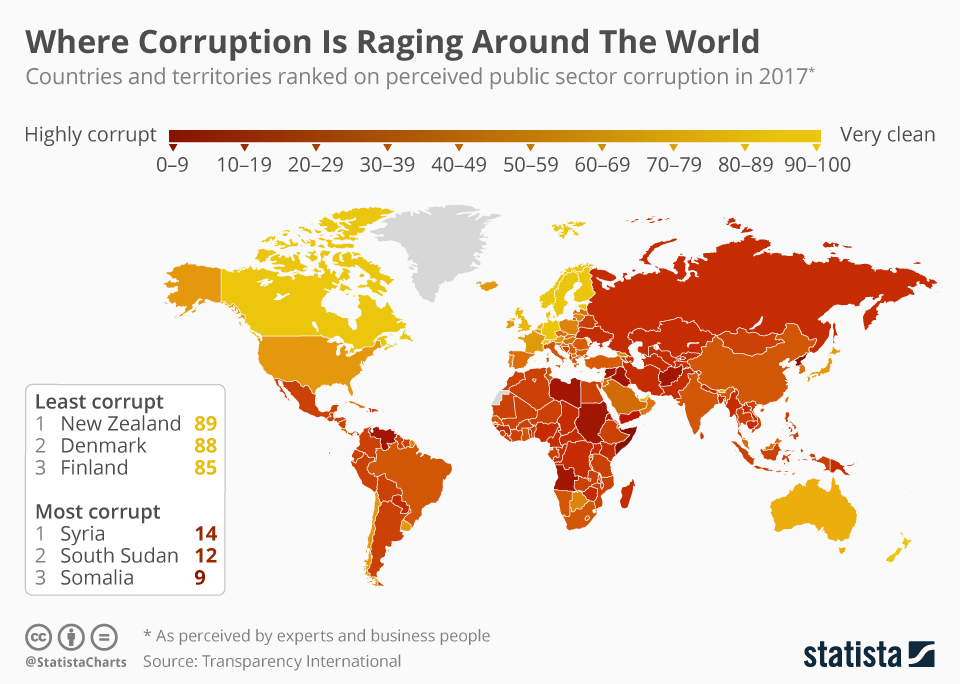 Where Corruption Is Raging Around The World
Countries and territories ranked on perceived public sector corruption in 2017*
Highly corrupt
Very clean
0–9 10–19 20–29 30–39 40–49 50–59 60–69 70–79 80–89 90–100
Least corrupt
1 New Zealand 89
2 Denmark 88
3 Finland 85
Most corrupt
1 Syria 14
2 South Sudan 12
3 Somalia 9
cc
@StatistaCharts
* As perceived by experts and business people
Source: Transparency International
statista